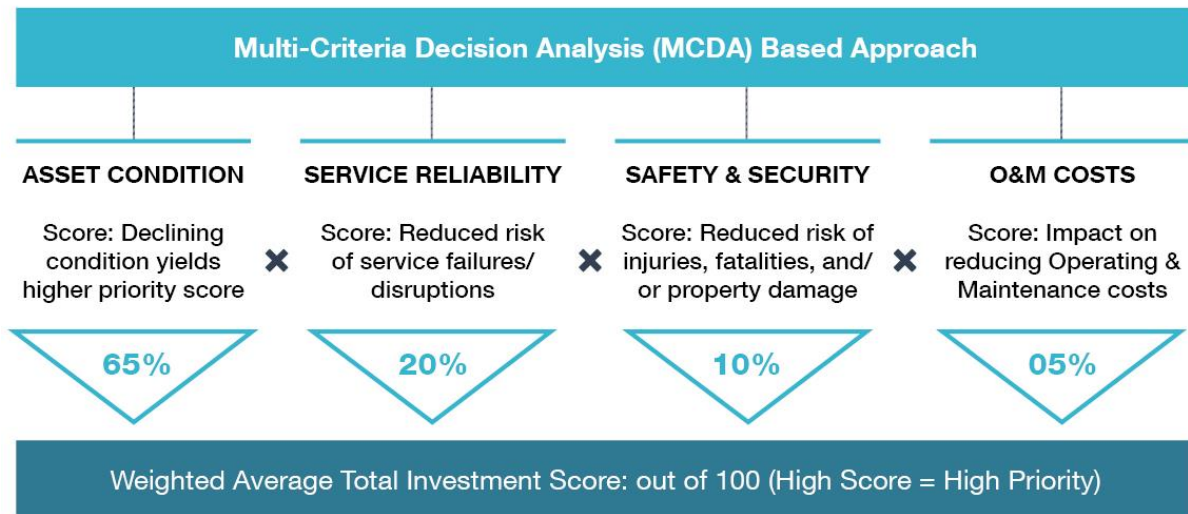 Multi-Criteria Decision Analysis (MCDA) Based Approach
ASSET CONDITION
Score: Declining
condition yields
higher priority score
65%
SERVICE RELIABILITY
Score: Reduced risk
of service failures/
disruptions
20%
SAFETY & SECURITY
Score: Reduced risk of
injuries, fatalities, and/
or property damage
10%
O&M COSTS
Score: Impact on
reducing Operating &
Maintenance costs
05%
Weighted Average Total Investment Score: out of 100 (High Score = High Priority)